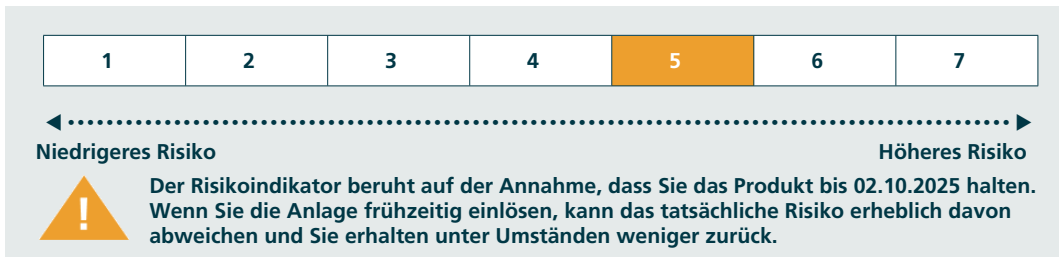 1 2 3 4 5 6 7
Niedrigeres Risiko Höheres Risiko
Der Risikoindikator beruht auf der Annahme, dass Sie das Produkt bis 02.10.2025 halten.
Wenn Sie die Anlage frühzeitig einlösen, kann das tatsächliche Risiko erheblich davon
abweichen und Sie erhalten unter Umständen weniger zurück.